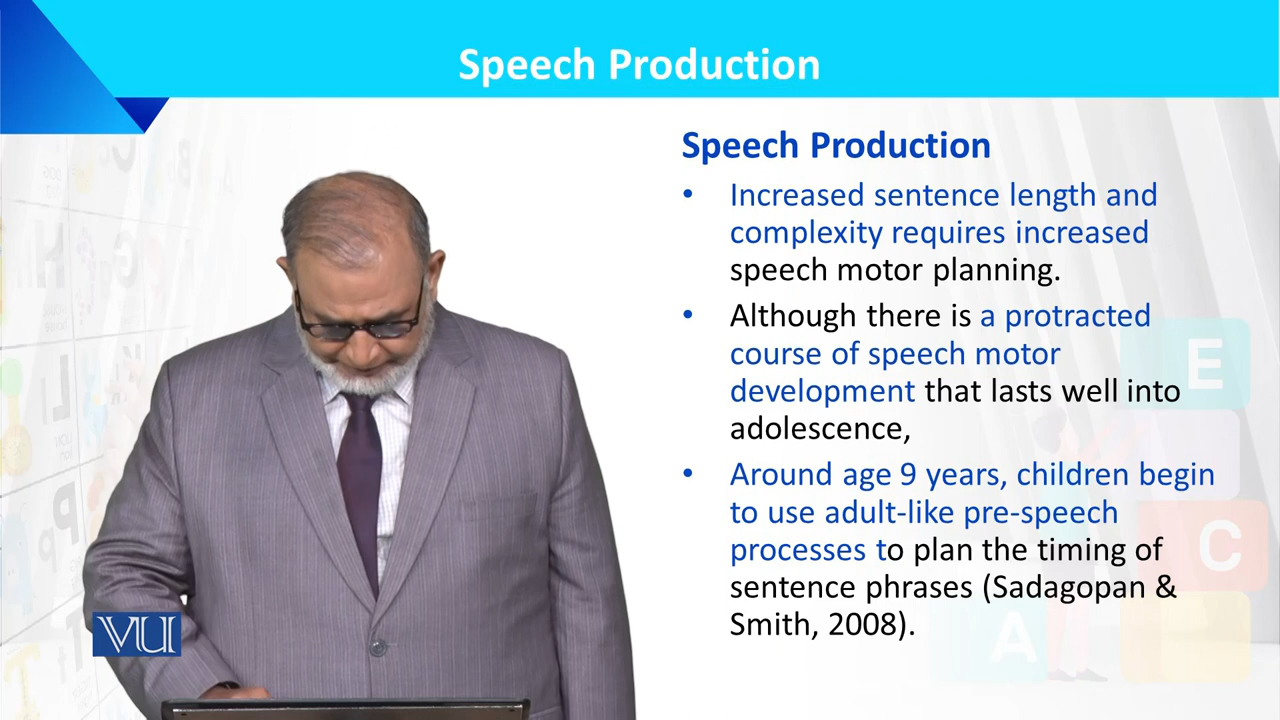 Speech Production
Speech Production
• Increased sentence length and
complexity requires increased
speech motor planning.
• Although there is a protracted
course of speech motor
development that lasts well into
adolescence,
• Around age 9 years, children begin
to use adult-like pre-speech
processes to plan the timing of
sentence phrases (Sadagopan &
Smith, 2008).
VU
E
C
A